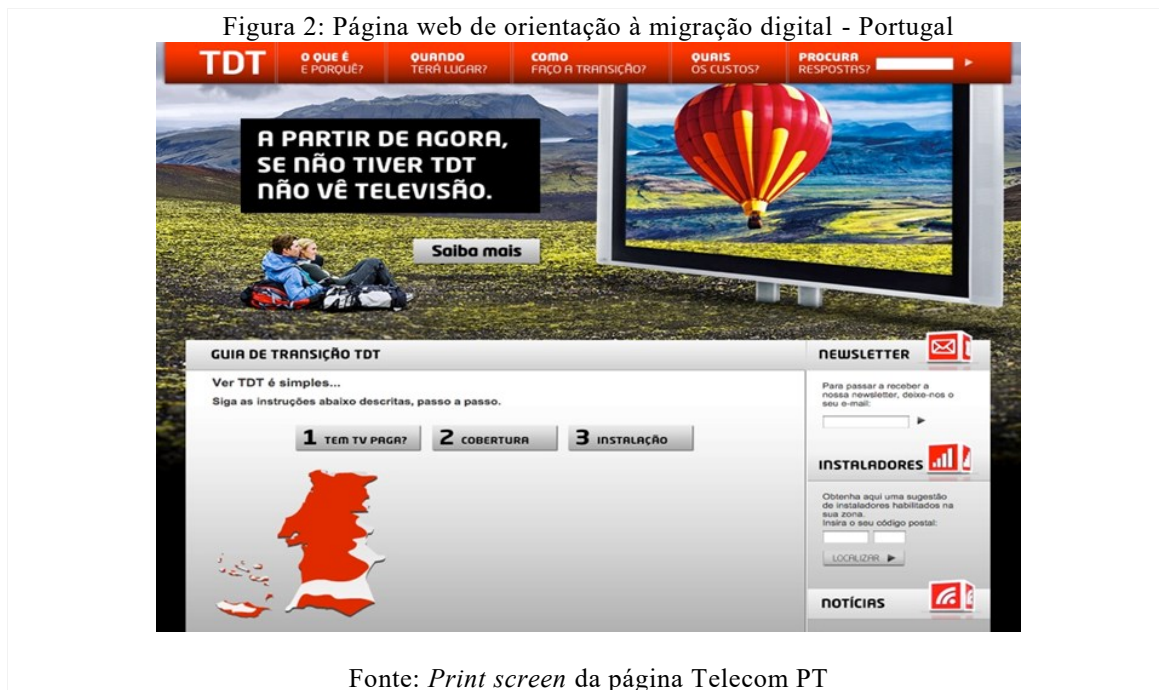 Figura 2: Página web de orientação à migração digital - Portugal
TDT
O QUE É
E PORQUÊ?
QUANDO
TERÁ LUGAR?
COMO
FAÇO A TRANSIÇÃO?
QUAIS
OS CUSTOS?
PROCURA
RESPOSTAS?
A PARTIR DE AGORA,
SE NÃO TIVER TDT
NÃO VÊ TELEVISÃO.
Saiba mais
GUIA DE TRANSIÇÃO TDT
Ver TDT é simples...
Siga as instruções abaixo descritas, passo a passo.
1 TEM TV PAGA?
2 COBERTURA
3 INSTALAÇÃO
NEWSLETTER
Para passar a receber a
nossa newsletter, deixe-nos o
seu e-mail:
INSTALADORES
Obtenha aqui uma sugestão
de instaladores habilitados na
sua zona.
Insira o seu código postal:
LOCALIZAR
NOTÍCIAS
Fonte: Print screen da página Telecom PT